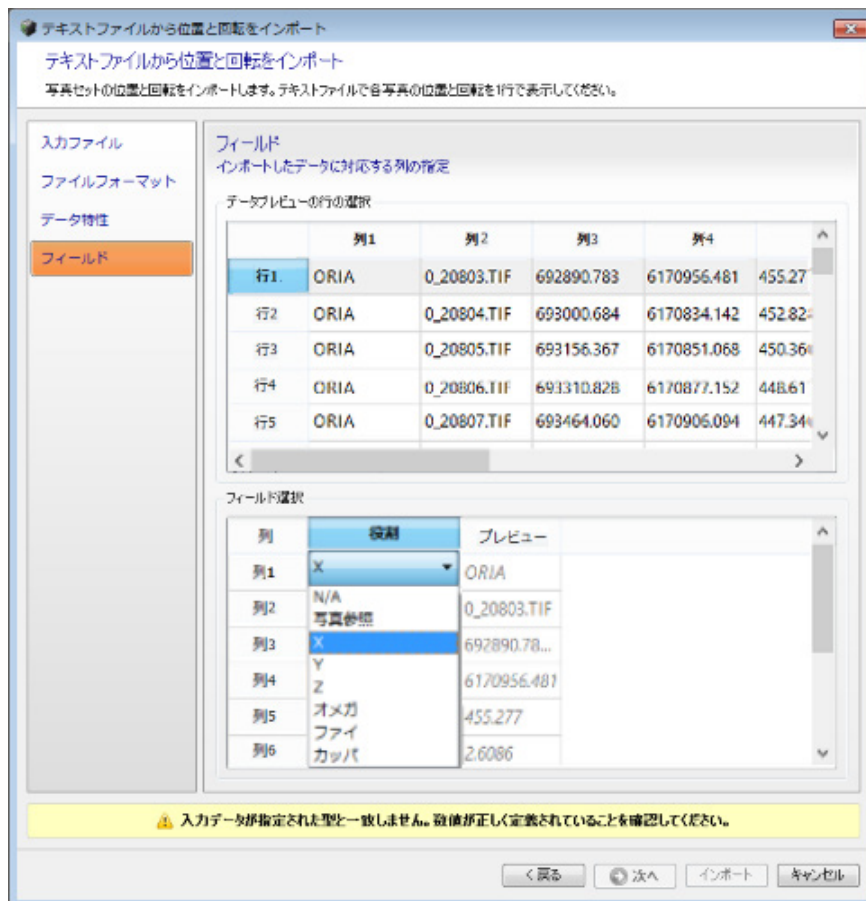 テキストファイルから位置と回転をインポート
テキストファイルから位置と回転をインポート
写真セットの位置と回転をインポートします。テキストファイルで各写真の位置と回転を1行で表示してください。
入力ファイル
ファイルフォーマット
データ特性
フィールド
フィールド
インポートしたデータに対応する列の指定
データプレビューの行の選択
列1 列2 列3 列4
行1. ORIA 0_20803.TIF 692890.783 6170956.481 455.27
行2 ORIA 0_20804.TIF 693000.684 6170834.142 452.82
行3 ORIA 0_20805.TIF 693156.367 6170851.068 450.36
行4 ORIA 0_20806.TIF 693310.828 6170877.152 448.61
行5 ORIA 0_20807.TIF 693464.060 6170906.094 447.34
フィールド選択
列 役割 プレビュー
列1 X ORIA
列2 N/A 0_20803.TIF
写真参照
列3 X 692890.78...
Y
列4 Z 6170956.481
列5 オメガ 455.277
ファイ
列6 カッパ 2.6086
入力データが指定された型と一致しません。数値が正しく定義されていることを確認してください。
< 戻る 次へ インポート キャンセル